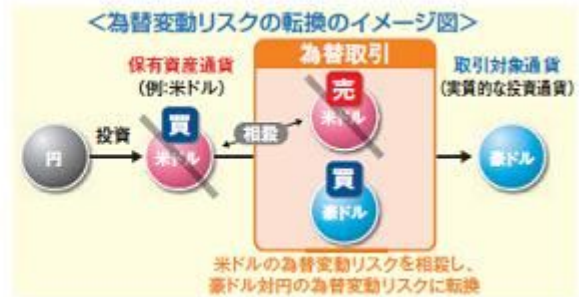 ＜為替変動リスクの転換のイメージ図＞
為替取引
保有資産通貨
(例:米ドル)
取引対象通貨
(実質的な投資通貨)
売
米ドル
買
投資
相殺
円
米ドル
買
豪ドル
豪ドル
米ドルの為替変動リスクを相殺し、
豪ドル対円の為替変動リスクに転換